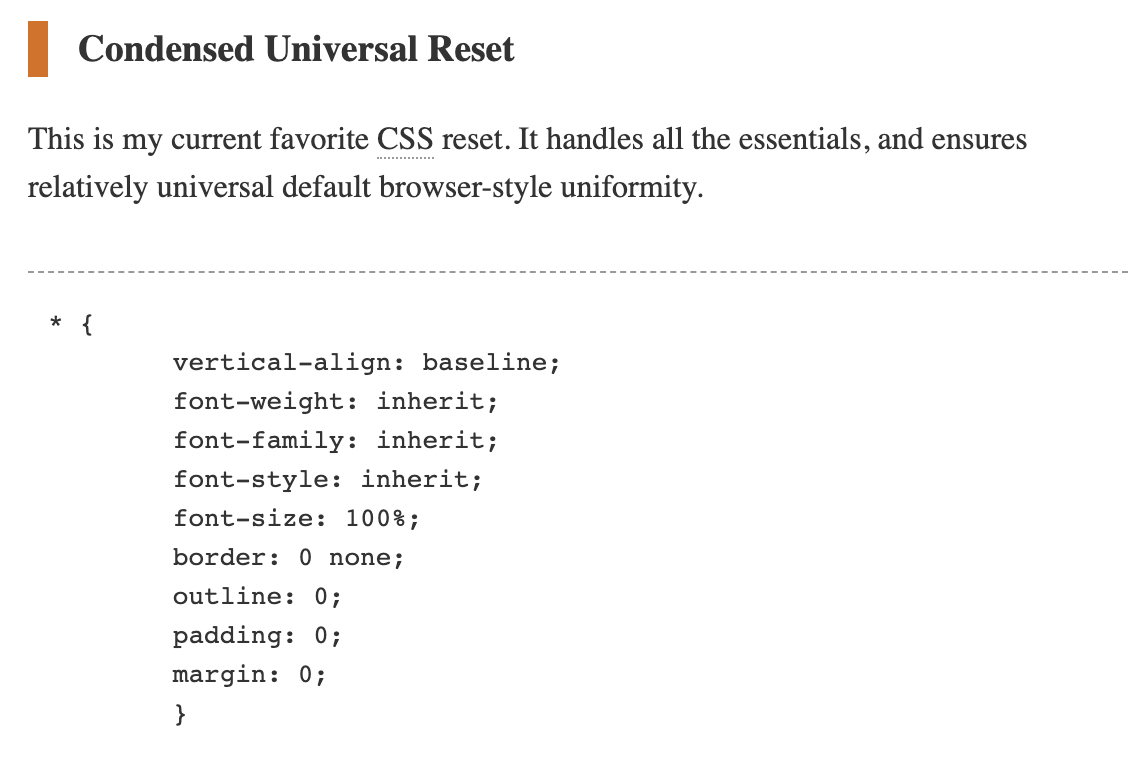 Condensed Universal Reset
This is my current favorite CSS reset. It handles all the essentials, and ensures
relatively universal default browser-style uniformity.
* {
vertical-align: baseline;
font-weight: inherit;
font-family: inherit;
font-style: inherit;
font-size: 100%;
border: 0 none;
outline: 0;
padding: 0;
margin: 0;
}